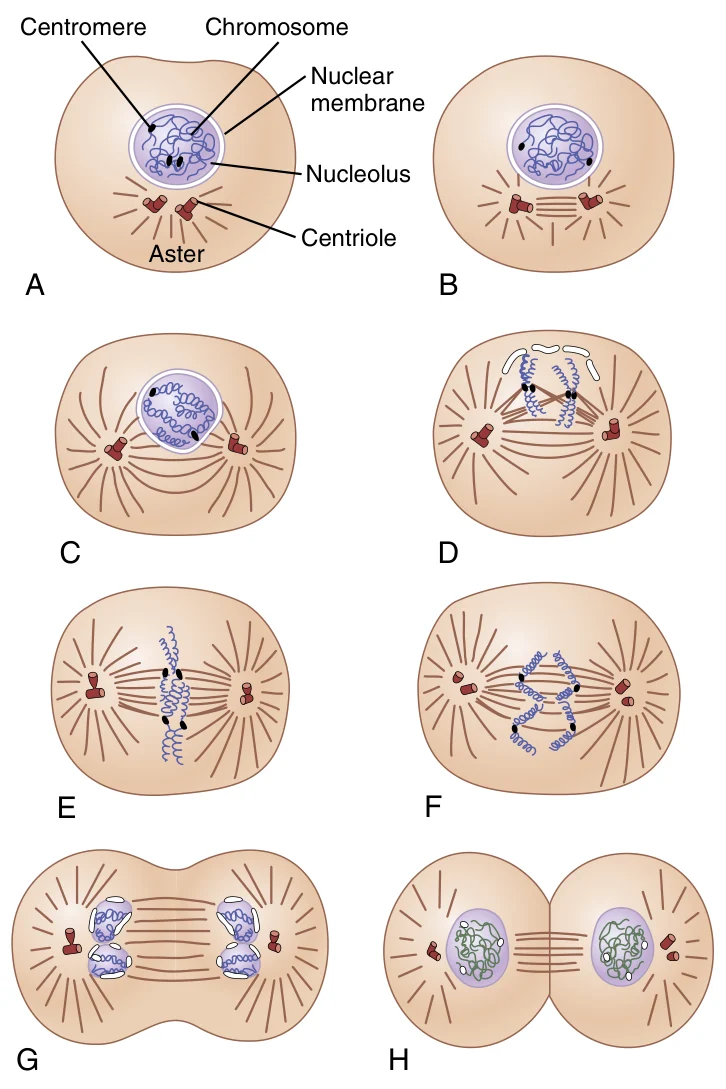 Centromere
Chromosome
Nuclear
membrane
Nucleolus
Centriole
Aster
A
B
C
D
E
F
G
H